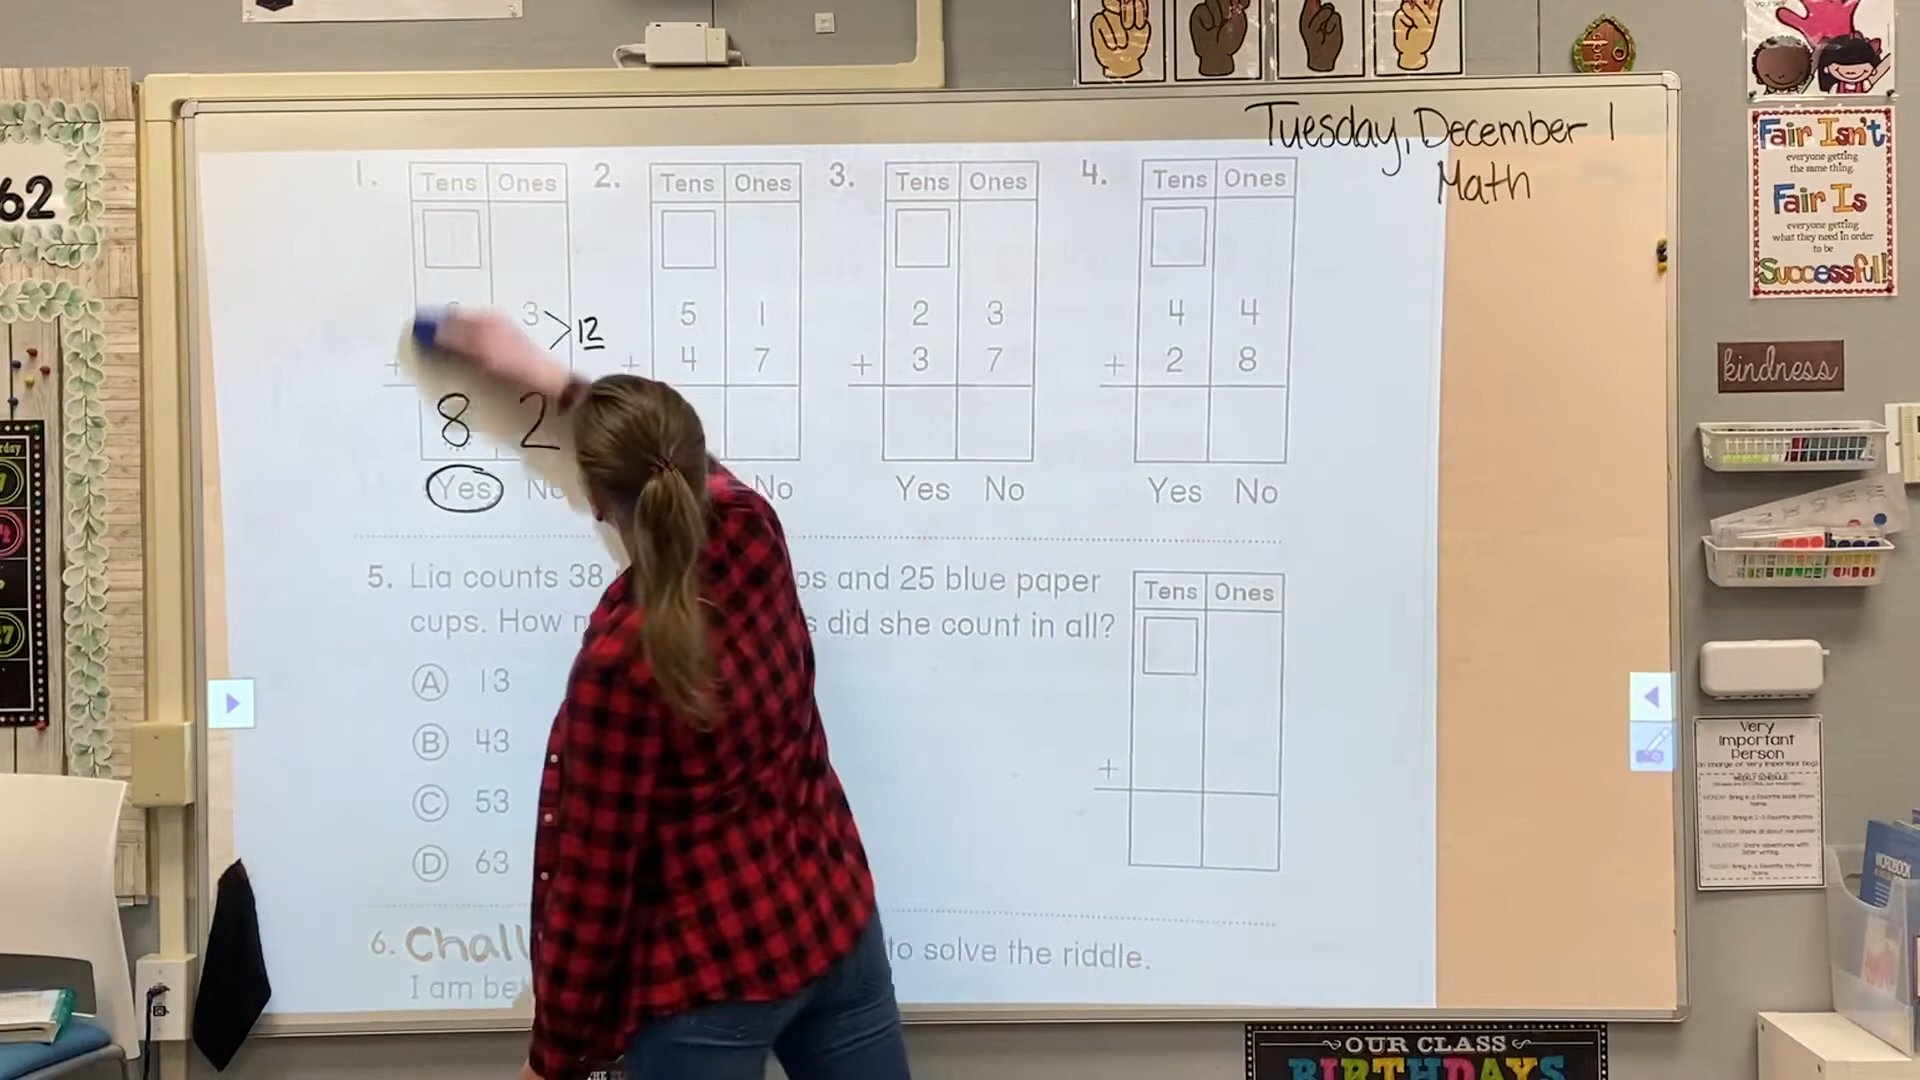 Tuesday, December 1
Math
62
1.
Tens Ones
3
12
+
8 2
Yes
2.
Tens Ones
5 1
+ 4 7
No
3.
Tens Ones
2 3
+ 3 7
Yes No
4.
Tens Ones
4 4
+ 2 8
Yes No
5. Lia counts 38 and 25 blue paper
cups. How did she count in all?
A 13
B 43
C 53
D 63
Tens Ones
+
6. to solve the riddle.
I am
Fair Isn't
everyone getting
the same thing.
Fair Is
everyone getting
what they need in order
to be
Successful!
kindness
Very
Important
Person
OUR CLASS
BIRTHDAYS
27